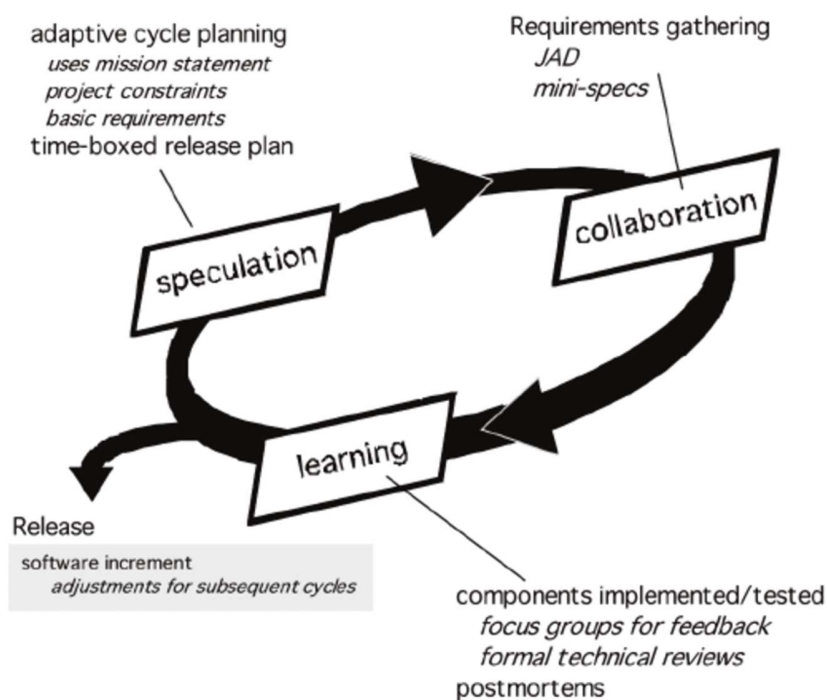 adaptive cycle planning
uses mission statement
project constraints
basic requirements
time-boxed release plan
Requirements gathering
JAD
mini-specs
speculation
collaboration
learning
Release
software increment
adjustments for subsequent cycles
components implemented/tested
focus groups for feedback
formal technical reviews
postmortems